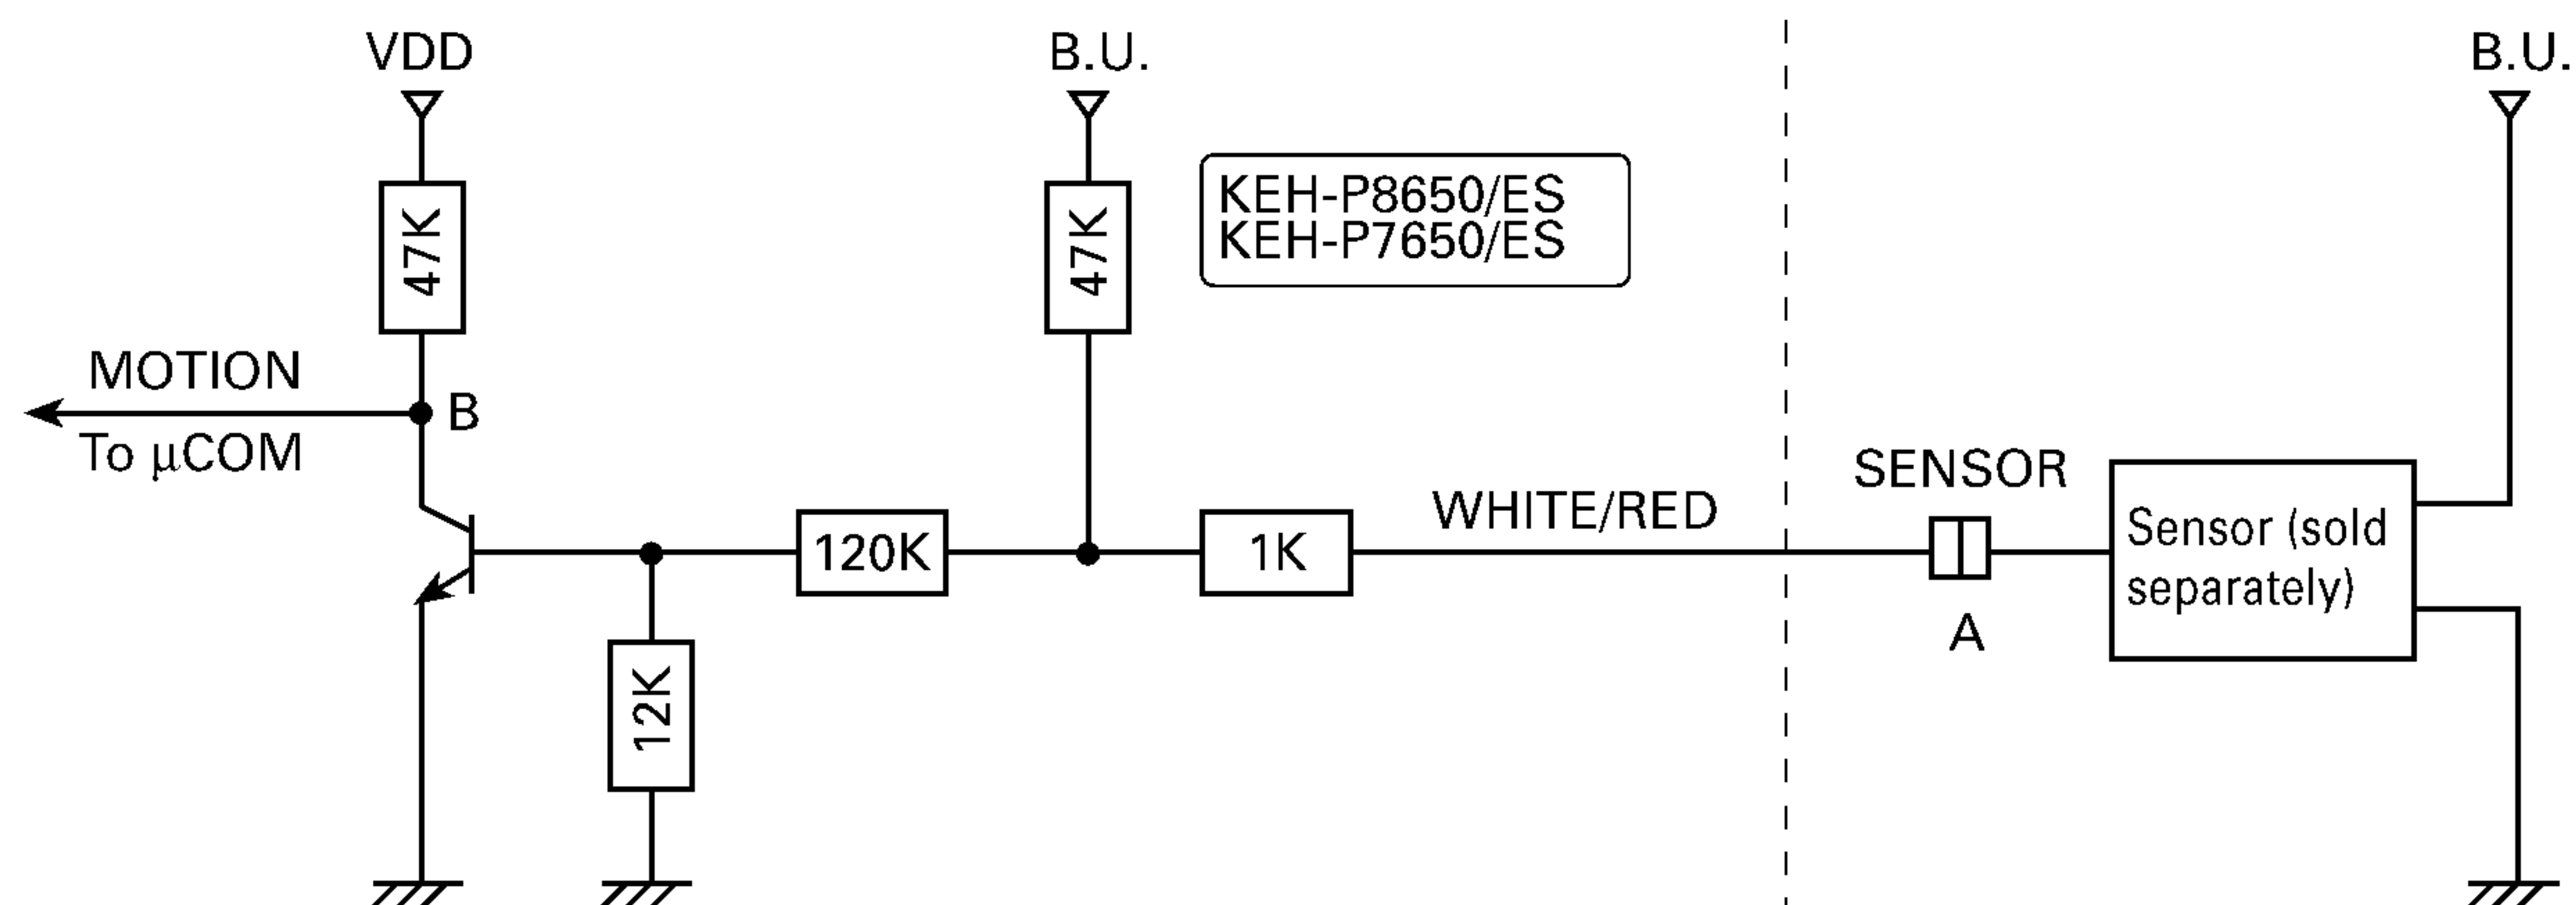 VDD
B.U.
B.U.
KEH-P8650/ES
KEH-P7650/ES
47K
47K
MOTION
B
To μCOM
SENSOR
WHITE/RED
Sensor (sold
separately)
120K
1K
A
12K